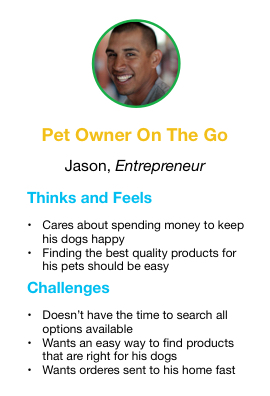 Pet Owner On The Go
Jason, Entrepreneur
Thinks and Feels
• Cares about spending money to keep
his dogs happy
• Finding the best quality products for
his pets should be easy
Challenges
• Doesn't have the time to search all
options available
• Wants an easy way to find products
that are right for his dogs
• Wants orderes sent to his home fast